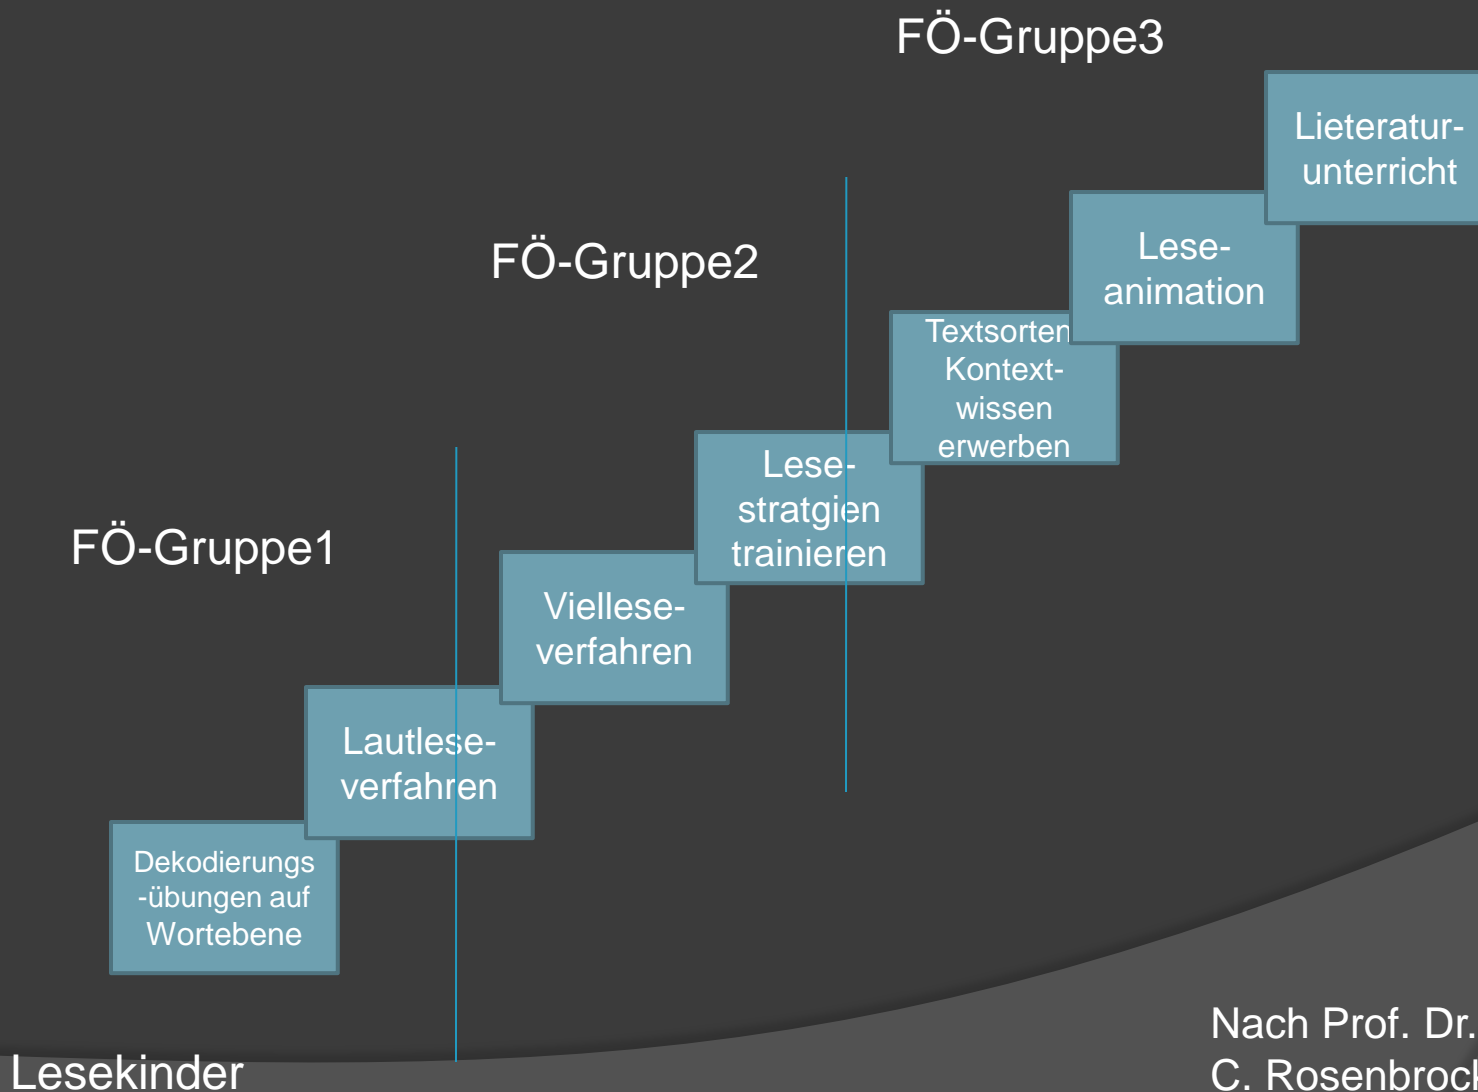 FÖ-Gruppe3
Lieteratur-
unterricht
Lese-
animation
FÖ-Gruppe2
Textsorten
Kontext-
wissen
erwerben
Lese-
stratgien
trainieren
FÖ-Gruppe1
Viellese-
verfahren
Lautlese-
verfahren
Dekodierungs
-übungen auf
Wortebene
Nach Prof. Dr.
C. Rosenbrock
Lesekinder